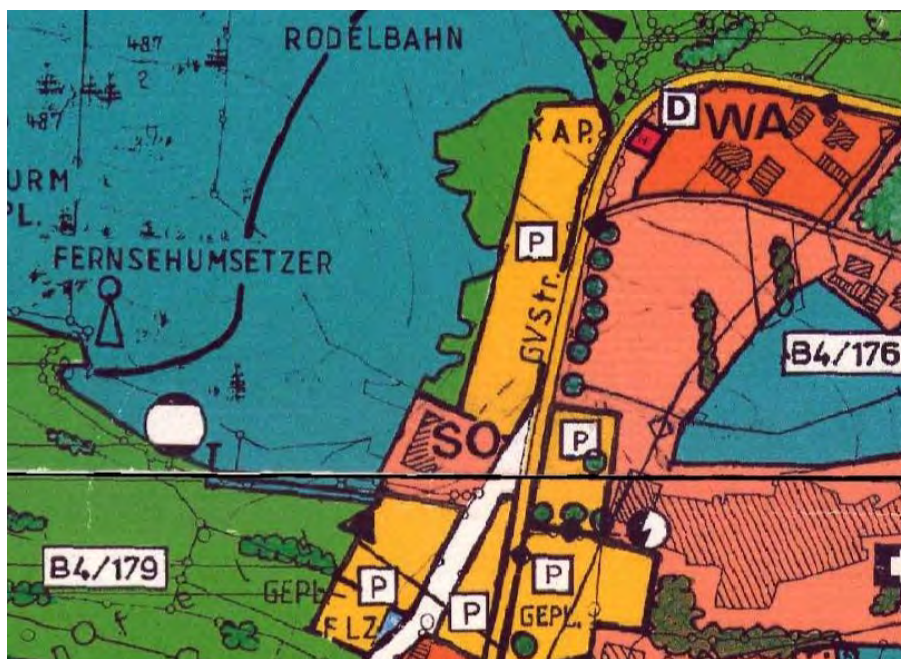 RODELBAHN
487
2
487
URM
PL.
FERNSEHUMSETZER
KAP.
D
WA
P
GVStr.
B4/176
SO
P
T
B4/179
GEPL.
P
P
P
GEPL.
FLZ
e
f